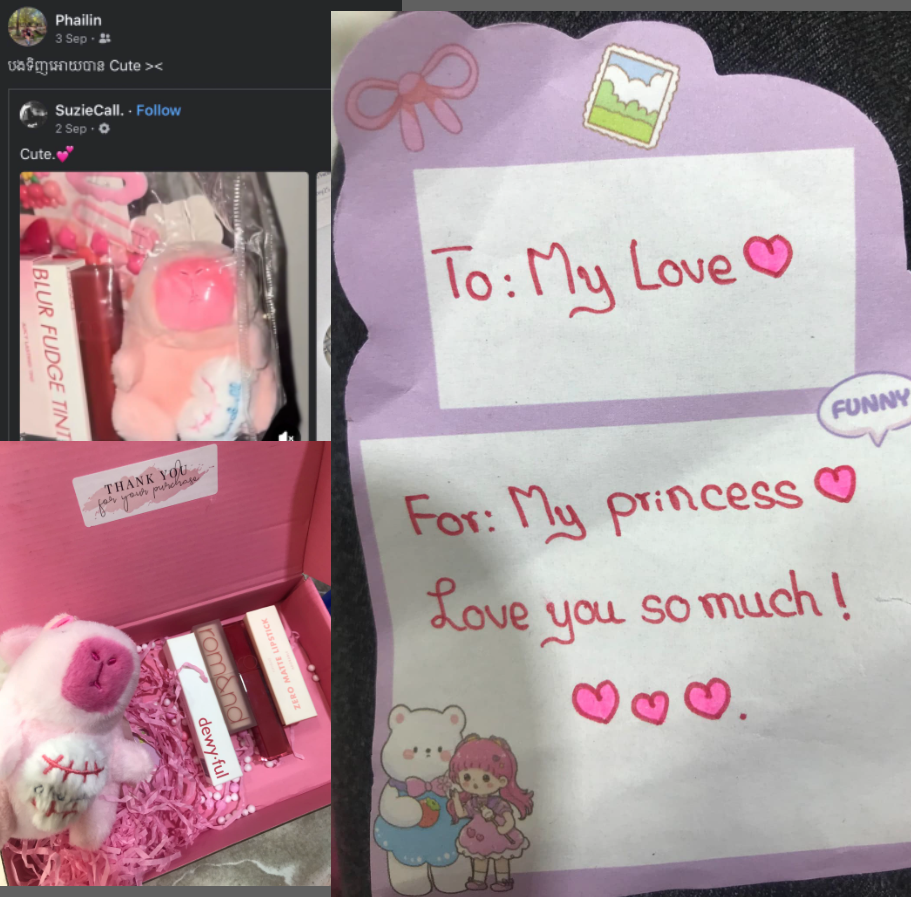 Phailin
3 Sep ·
បងទិញអោយបាន Cute ><
SuzieCall. · Follow
2 Sep ·
Cute.💕
BLUR FUDGE TINT
THANK YOU
for your purchase
rom&nd
dewy·ful
ZERO MATTE LIPSTICK
To: My Love
FUNNY
For: My princess
Love you so much!